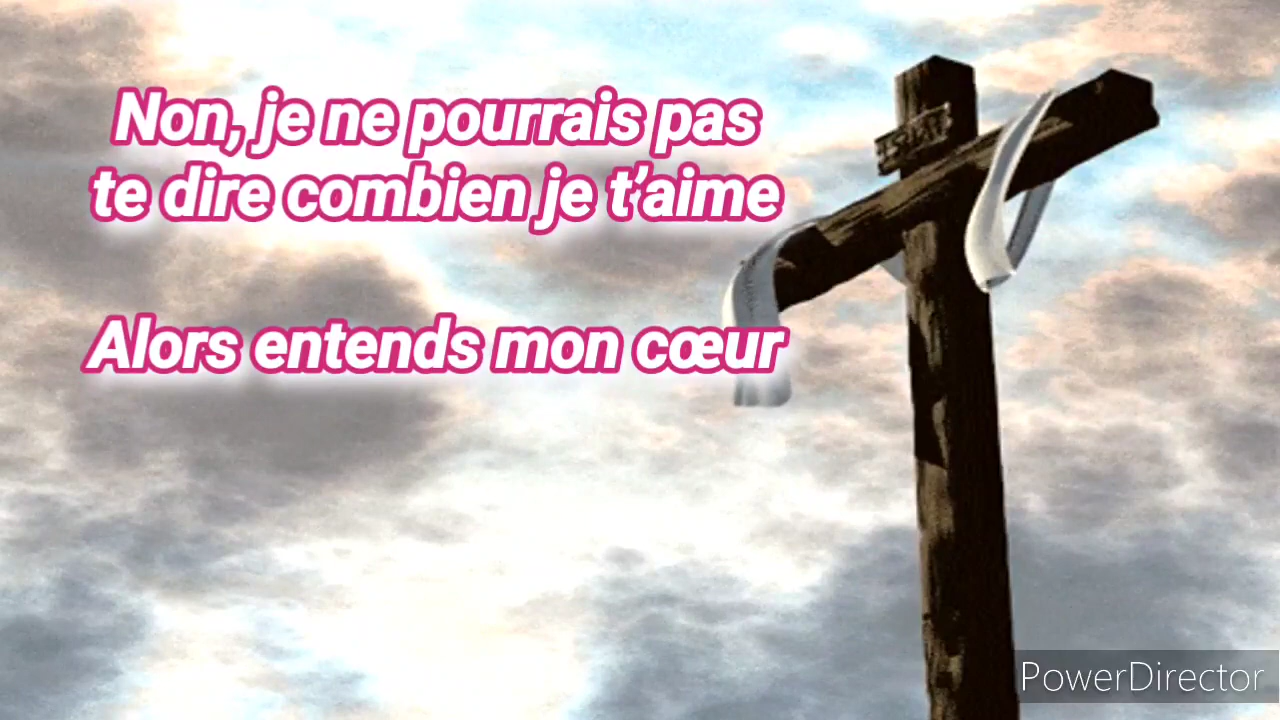 Non, je ne pourrais pas
te dire combien je t’aime
Alors entends mon cœur
PowerDirector